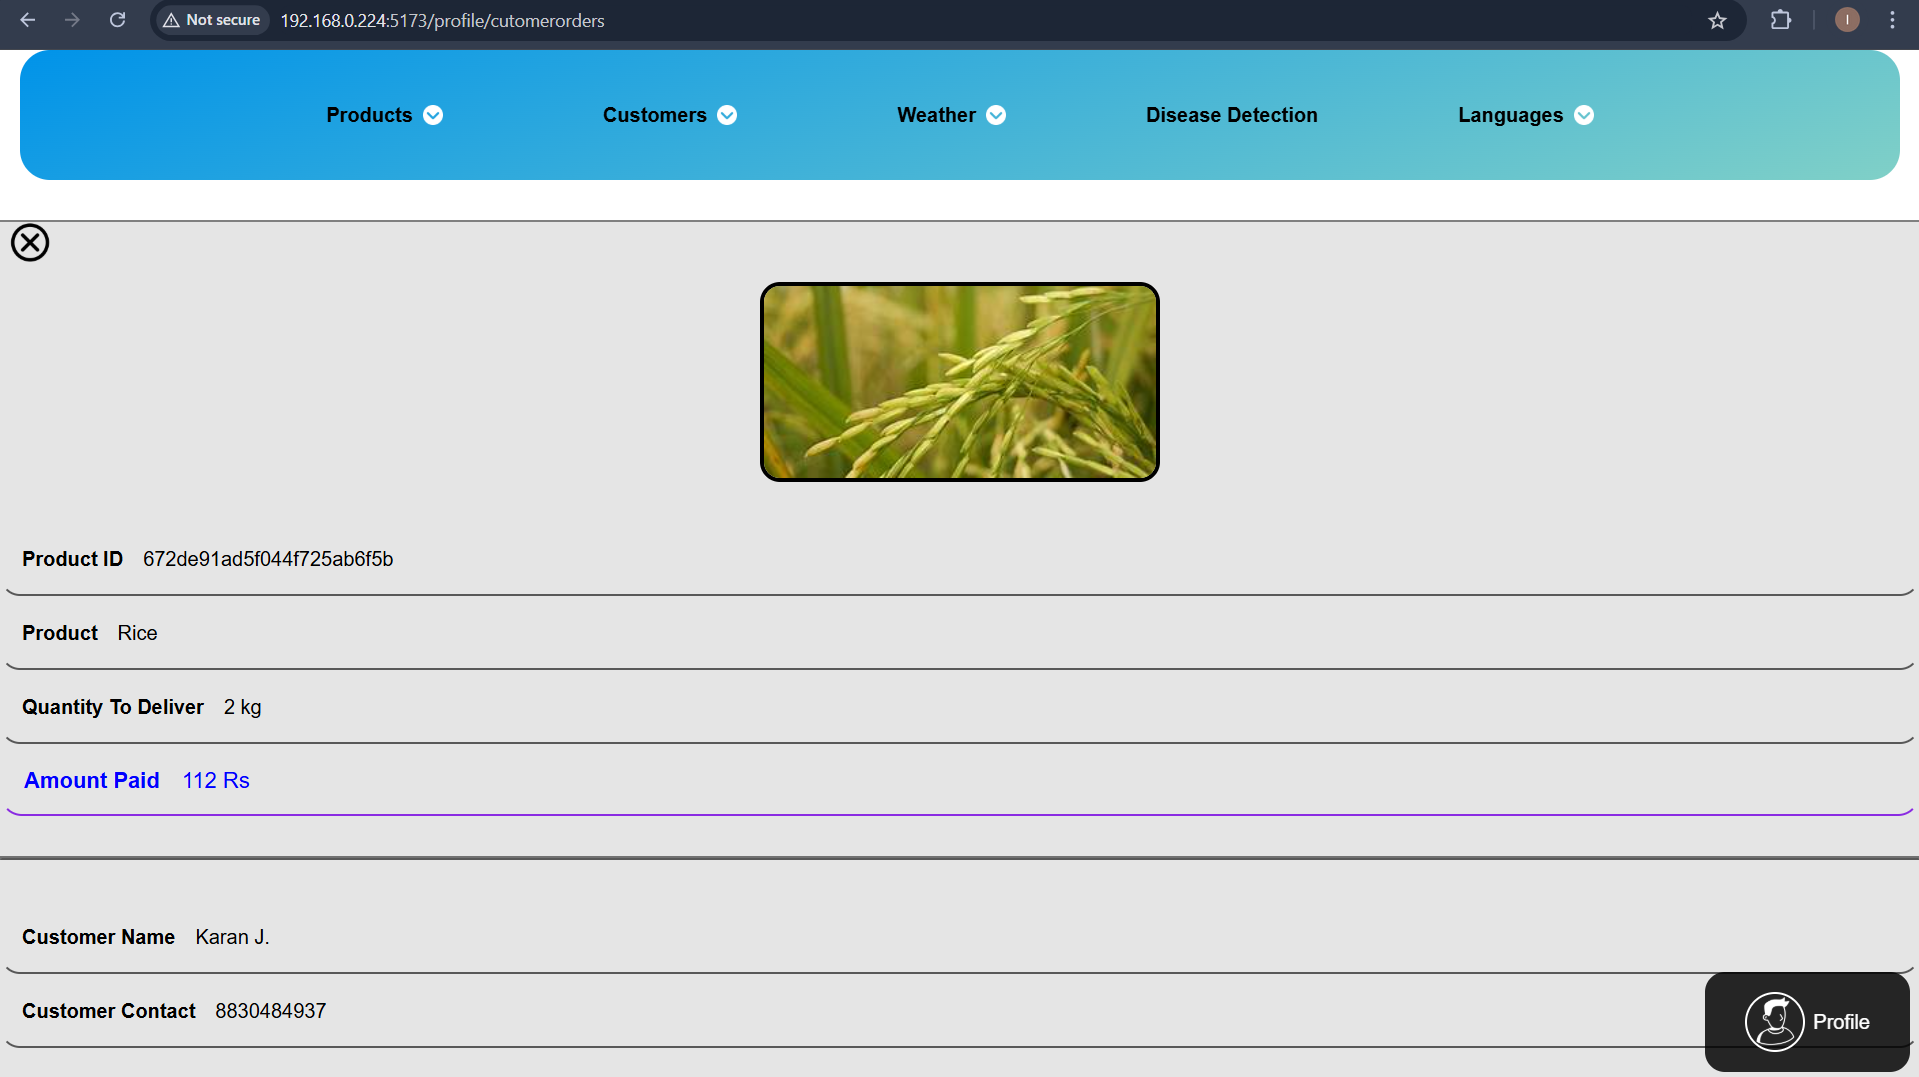 Not secure 192.168.0.224:5173/profile/cutomerorders I
Products Customers Weather Disease Detection Languages
Product ID 672de91ad5f044f725ab6f5b
Product Rice
Quantity To Deliver 2 kg
Amount Paid 112 Rs
Customer Name Karan J.
Customer Contact 8830484937
Profile